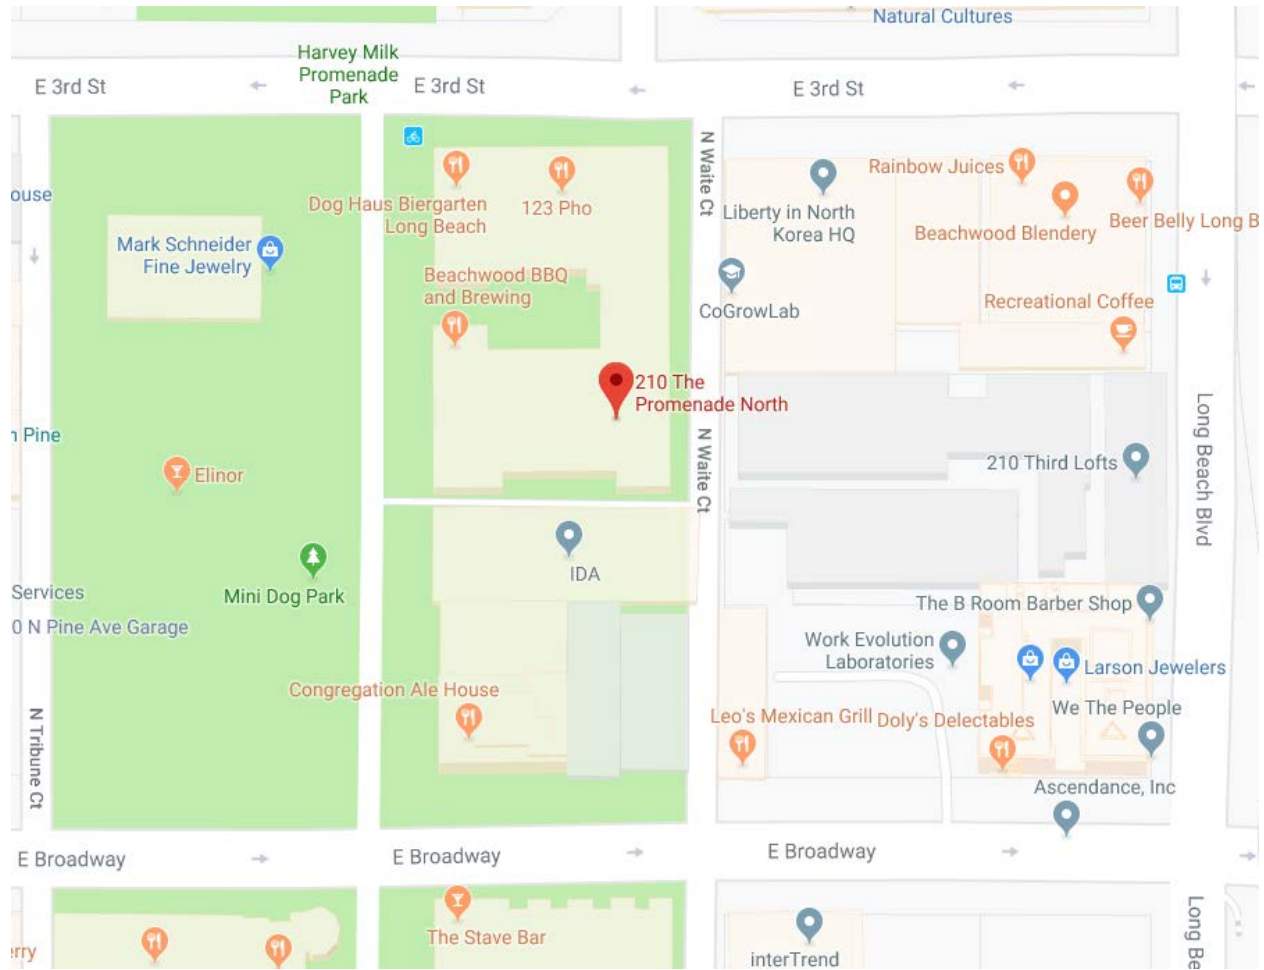 Natural Cultures
Harvey Milk
Promenade
Park
E 3rd St
E 3rd St
E 3rd St
N Waite Ct
ouse
Dog Haus Biergarten
Long Beach
123 Pho
Liberty in North
Korea HQ
Rainbow Juices
Beachwood Blendery
Beer Belly Long B
Mark Schneider
Fine Jewelry
Beachwood BBQ
and Brewing
CoGrowLab
Recreational Coffee
210 The
Promenade North
n Pine
Elinor
N Waite Ct
210 Third Lofts
Long Beach Blvd
IDA
Mini Dog Park
Services
0 N Pine Ave Garage
The B Room Barber Shop
Work Evolution
Laboratories
Larson Jewelers
Congregation Ale House
Leo's Mexican Grill
Doly's Delectables
We The People
N Tribune Ct
Ascendance, Inc
E Broadway
E Broadway
E Broadway
The Stave Bar
interTrend
Long Be
erry